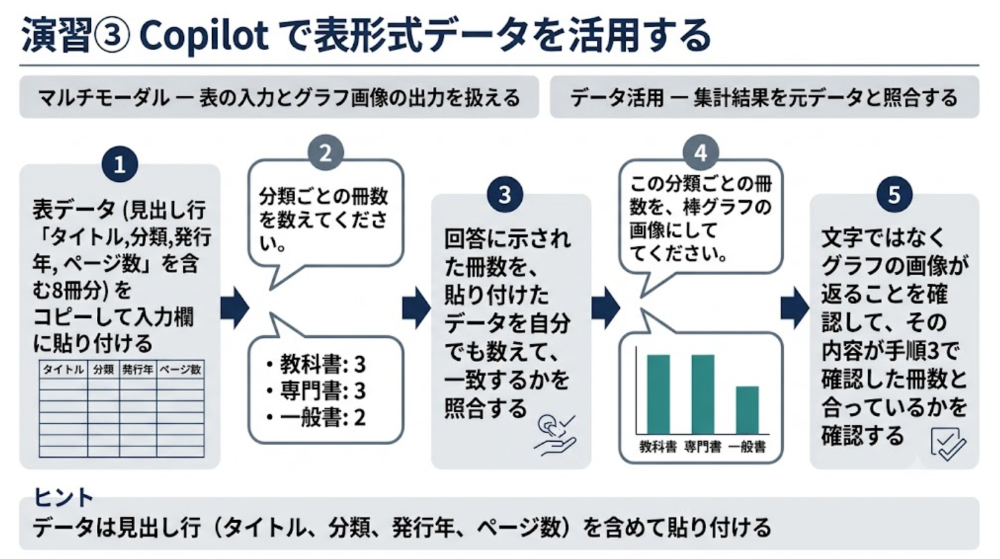 演習③ Copilot で表形式データを活用する
マルチモーダル ― 表の入力とグラフ画像の出力を扱える
データ活用 ― 集計結果を元データと照合する
1
表データ (見出し行
「タイトル,分類,発行
年, ページ数」を含
む8冊分) を
コピーして入力欄
に貼り付ける
タイトル 分類 発行年 ページ数
2
分類ごとの冊数
を数えてくださ
い。
・教科書: 3
・専門書: 3
・一般書: 2
3
回答に示され
た冊数を、
貼り付けた
データを自分
でも数えて、
一致するかを
照合する
4
この分類ごとの冊
数を、棒グラフの
画像にして
てください。
教科書 専門書 一般書
5
文字ではなく
グラフの画像が
返ることを確
認して、その
内容が手順3で
確認した冊数と
合っているかを
確認する
ヒント
データは見出し行（タイトル、分類、発行年、ページ数）を含めて貼り付ける